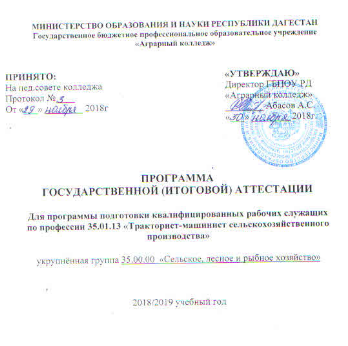 МИНИСТЕРСТВО ОБРАЗОВАНИЯ И НАУКИ РЕСПУБЛИКИ ДАГЕСТАН
Государственное бюджетное профессиональное образовательное учреждение
«Аграрный колледж»
ПРИНЯТО:
На пед.совете колледжа
Протокол № 3
От «29» ноября 2018г
«УТВЕРЖДАЮ»
Директор ГБПОУ РД
«Аграрный колледж»
Абасов А.С.
«30» ноября 2018г.
ПРОГРАММА
ГОСУДАРСТВЕННОЙ (ИТОГОВОЙ) АТТЕСТАЦИИ
Для программы подготовки квалифицированных рабочих служащих
по профессии 35.01.13 «Тракторист-машинист сельскохозяйственного
производства»
укрупнённая группа 35.00.00 «Сельское, лесное и рыбное хозяйство»
2018/2019 учебный год